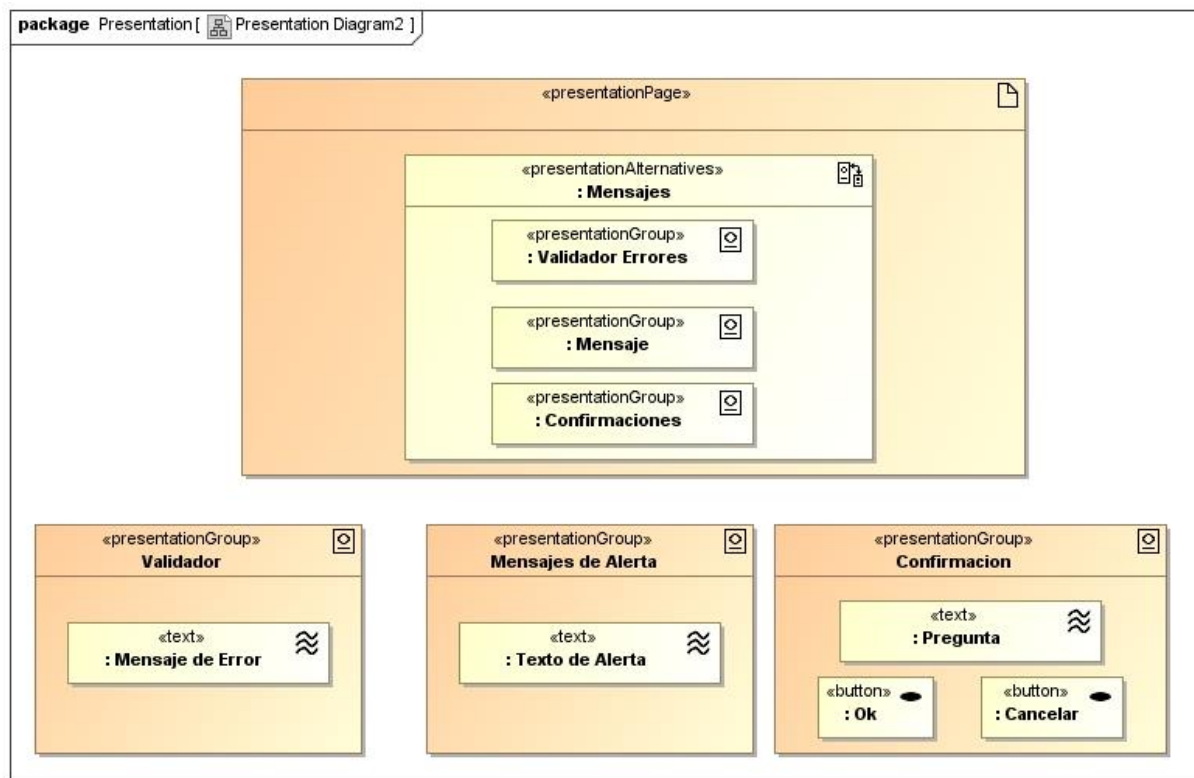 package Presentation [ Presentation Diagram2 ]
«presentationPage»
«presentationAlternatives»
: Mensajes
«presentationGroup»
: Validador Errores
«presentationGroup»
: Mensaje
«presentationGroup»
: Confirmaciones
«presentationGroup»
Validador
«text»
: Mensaje de Error
«presentationGroup»
Mensajes de Alerta
«text»
: Texto de Alerta
«presentationGroup»
Confirmacion
«text»
: Pregunta
«button»
: Ok
«button»
: Cancelar